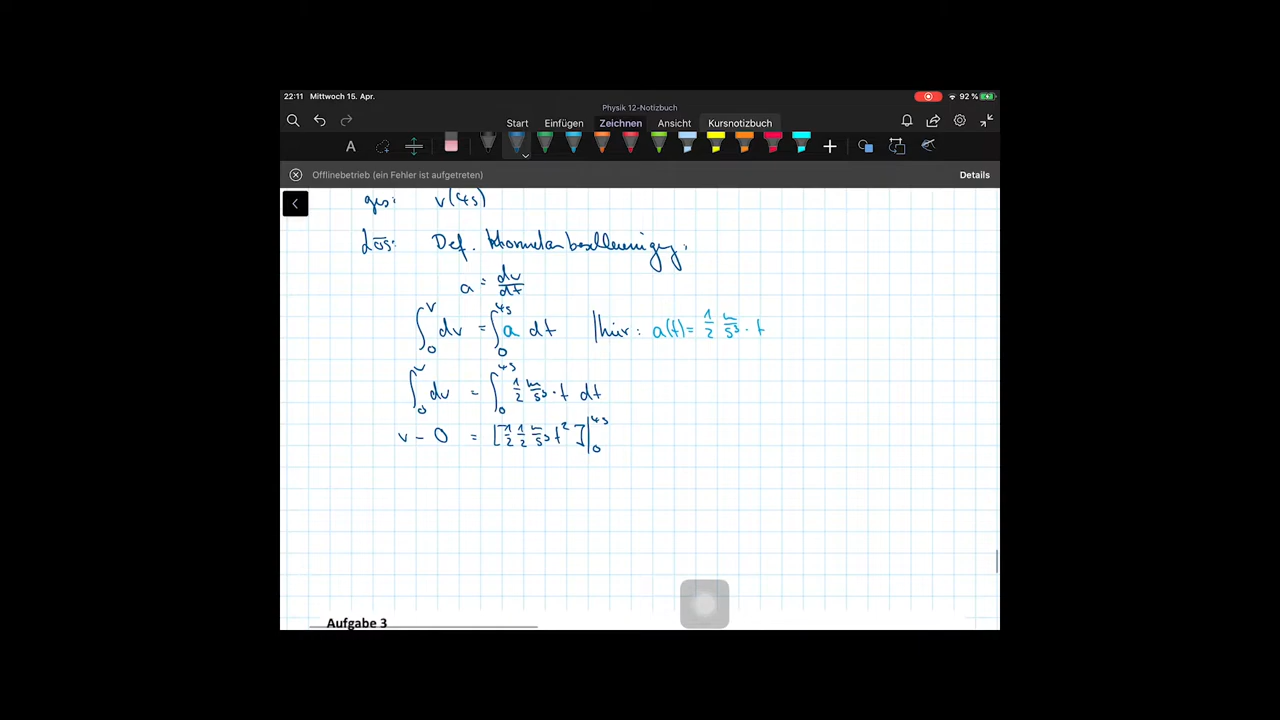 22:11 Mittwoch 15. Apr. 92 %
Physik 12-Notizbuch
Start Einfügen Zeichnen Ansicht Kursnotizbuch
A
Offlinebetrieb (ein Fehler ist aufgetreten) Details
ges: v(4s)
Lös: Def. Momentanbeschleunigung:
a = dv/dt
∫₀^v dv = ∫₀^4s a dt | hier: a(t) = 1/2 m/s³ · t
∫₀^v dv = ∫₀^4s 1/2 m/s³ · t dt
v - 0 = [1/2 1/2 m/s³ t²] |₀^4s
Aufgabe 3